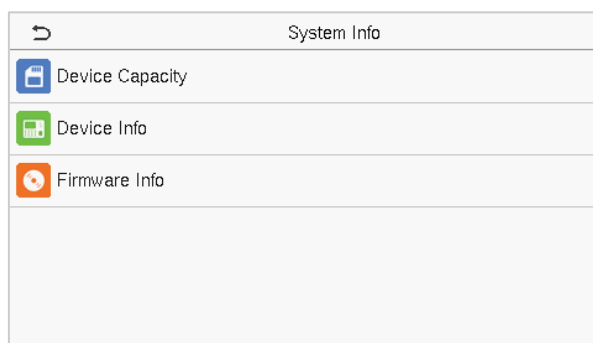 System Info
Device Capacity
Device Info
Firmware Info